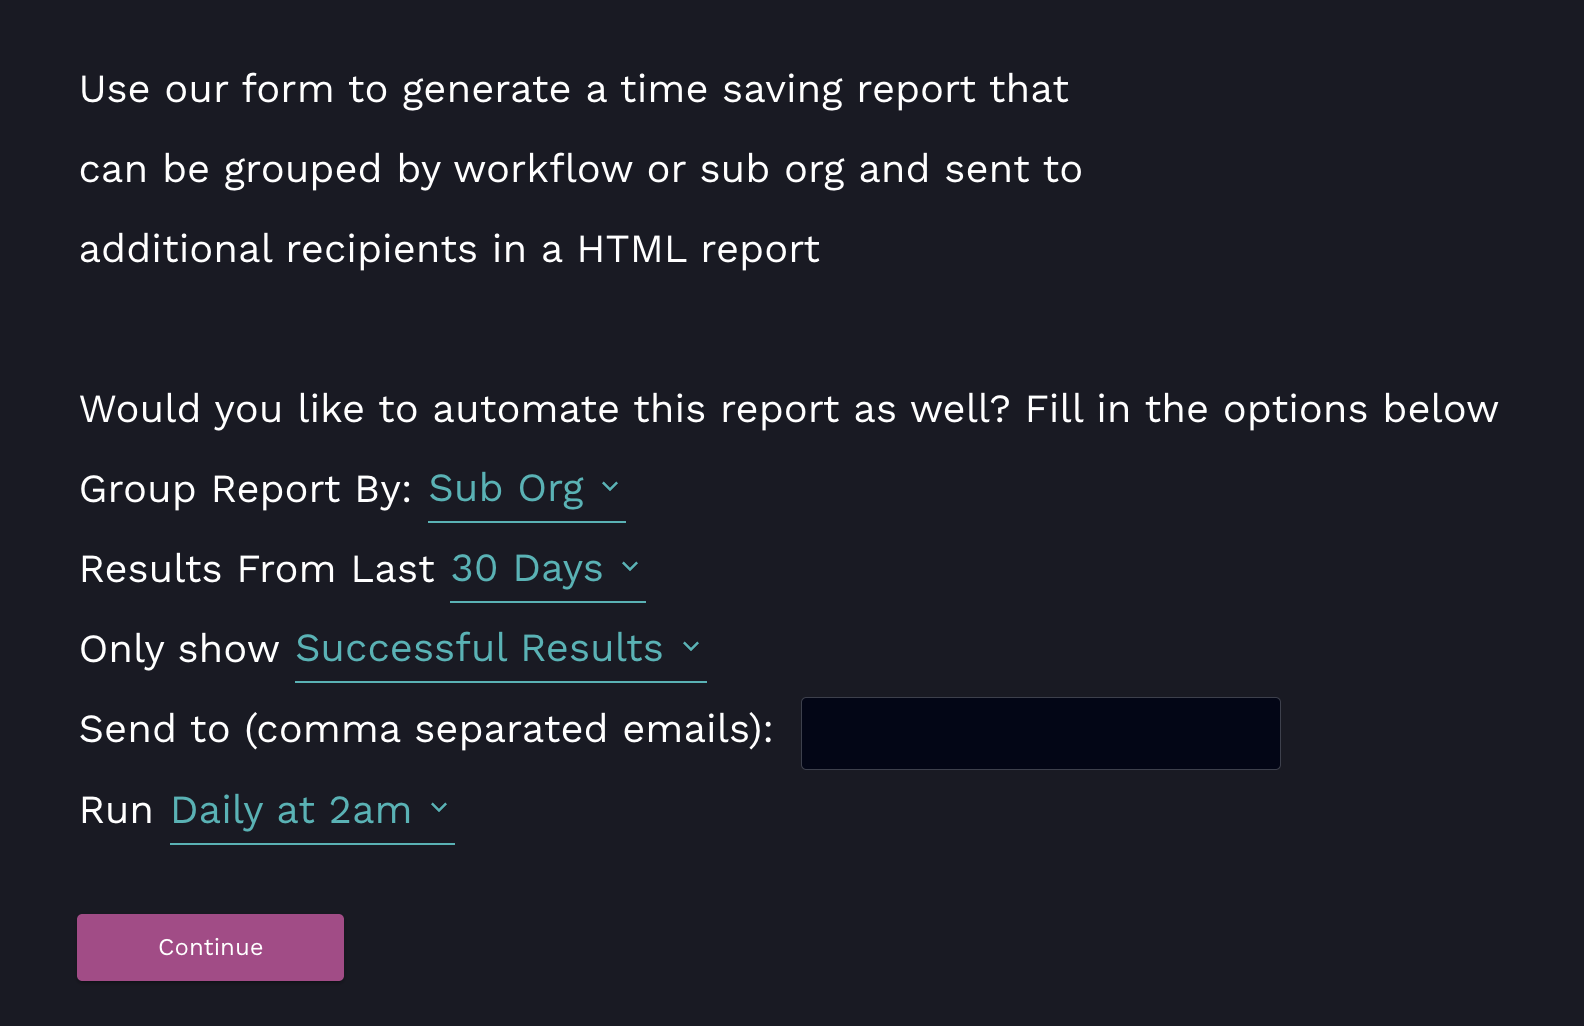 Use our form to generate a time saving report that
can be grouped by workflow or sub org and sent to
additional recipients in a HTML report
Would you like to automate this report as well? Fill in the options below
Group Report By: Sub Org
Results From Last 30 Days
Only show Successful Results
Send to (comma separated emails):
Run Daily at 2am
Continue